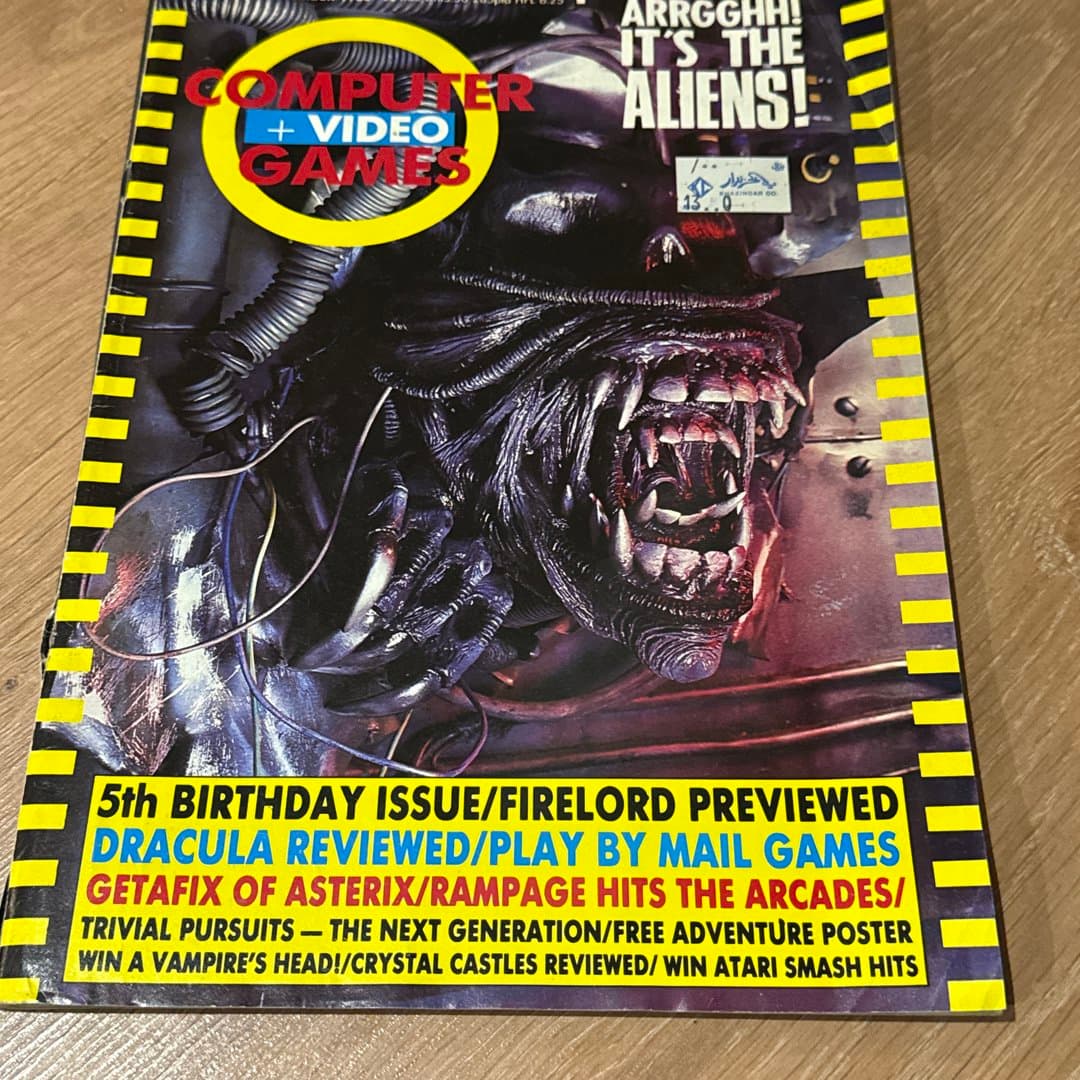 ARRGGHH!
IT'S THE
ALIENS!
COMPUTER
+ VIDEO
GAMES
13..0
5th BIRTHDAY ISSUE/FIRELORD PREVIEWED
DRACULA REVIEWED/PLAY BY MAIL GAMES
GETAFIX OF ASTERIX/RAMPAGE HITS THE ARCADES/
TRIVIAL PURSUITS — THE NEXT GENERATION/FREE ADVENTURE POSTER
WIN A VAMPIRE'S HEAD!/CRYSTAL CASTLES REVIEWED/ WIN ATARI SMASH HITS